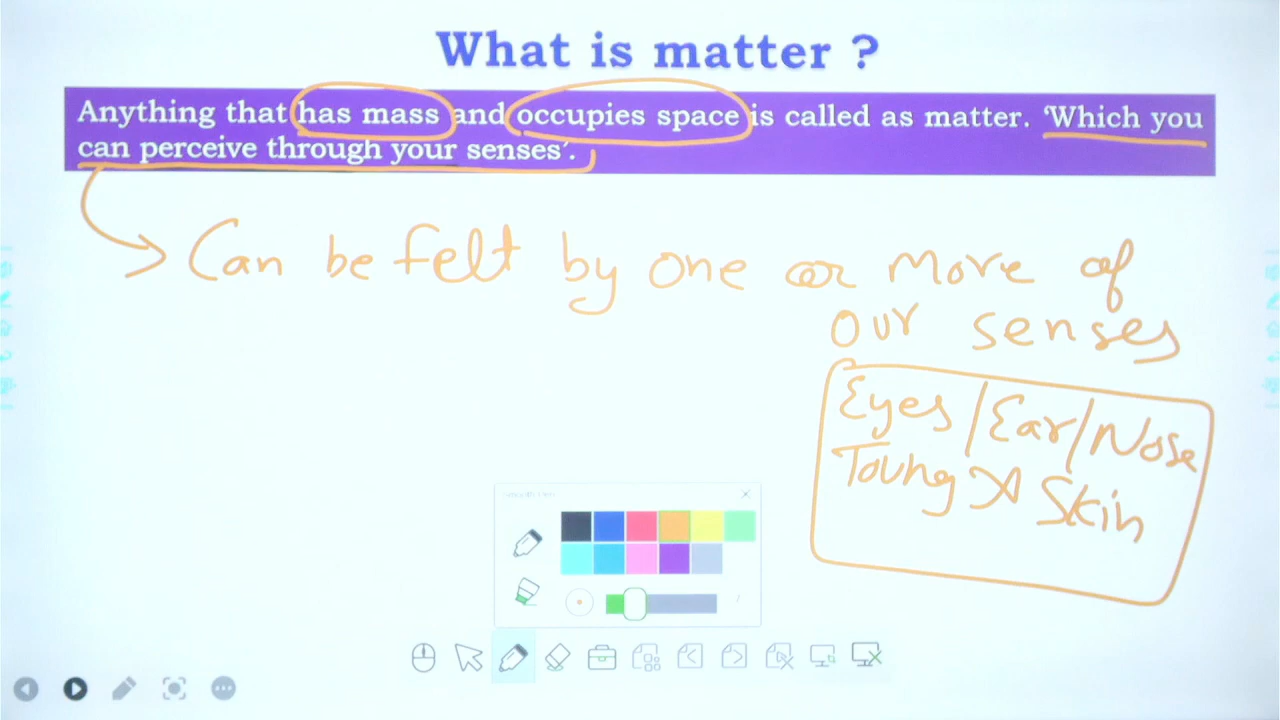 What is matter ?
Anything that has mass and occupies space is called as matter. 'Which you
can perceive through your senses'.
Can be felt by one or more of
our senses
Eyes / Ear / Nose
Toung & Skin